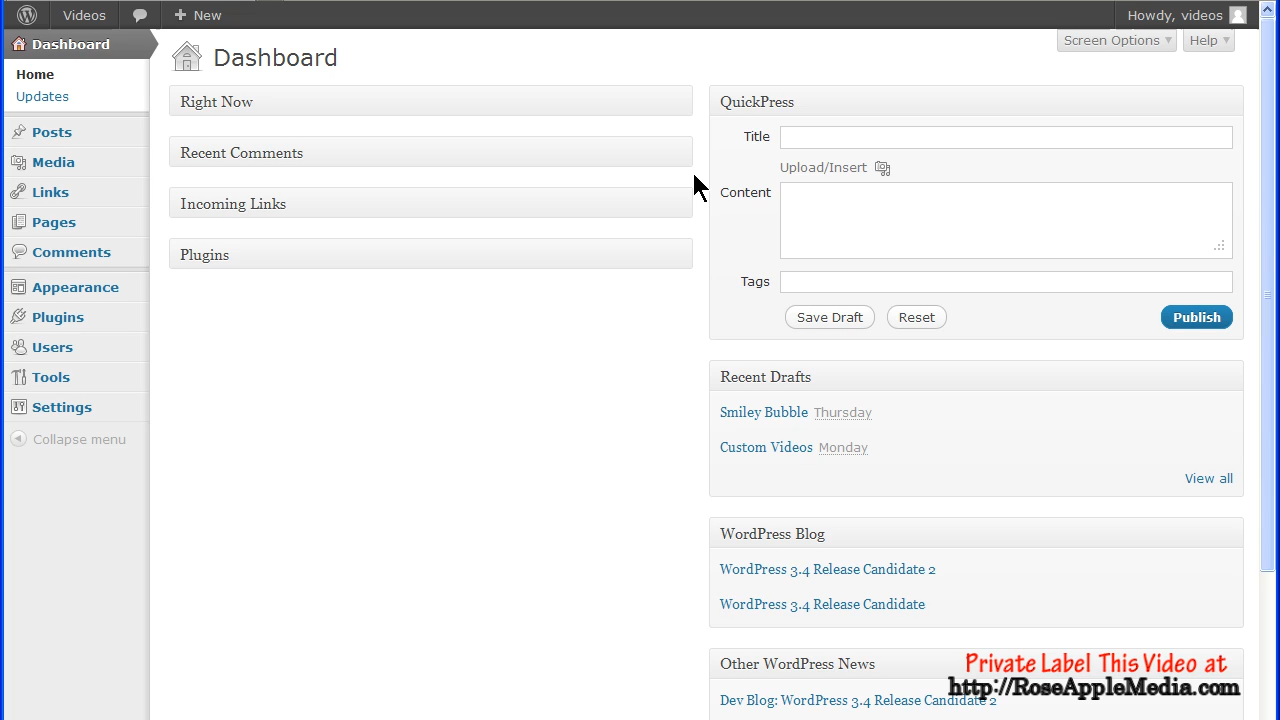 Videos
New
Howdy, videos
Dashboard
Home
Updates
Posts
Media
Links
Pages
Comments
Appearance
Plugins
Users
Tools
Settings
Collapse menu
Screen Options
Help
Dashboard
Right Now
Recent Comments
Incoming Links
Plugins
QuickPress
Title
Upload/Insert
Content
Tags
Save Draft
Reset
Publish
Recent Drafts
Smiley Bubble Thursday
Custom Videos Monday
View all
WordPress Blog
WordPress 3.4 Release Candidate 2
WordPress 3.4 Release Candidate
Other WordPress News
Private Label This Video at
http://RoseAppleMedia.com
Dev Blog: WordPress 3.4 Release Candidate 2